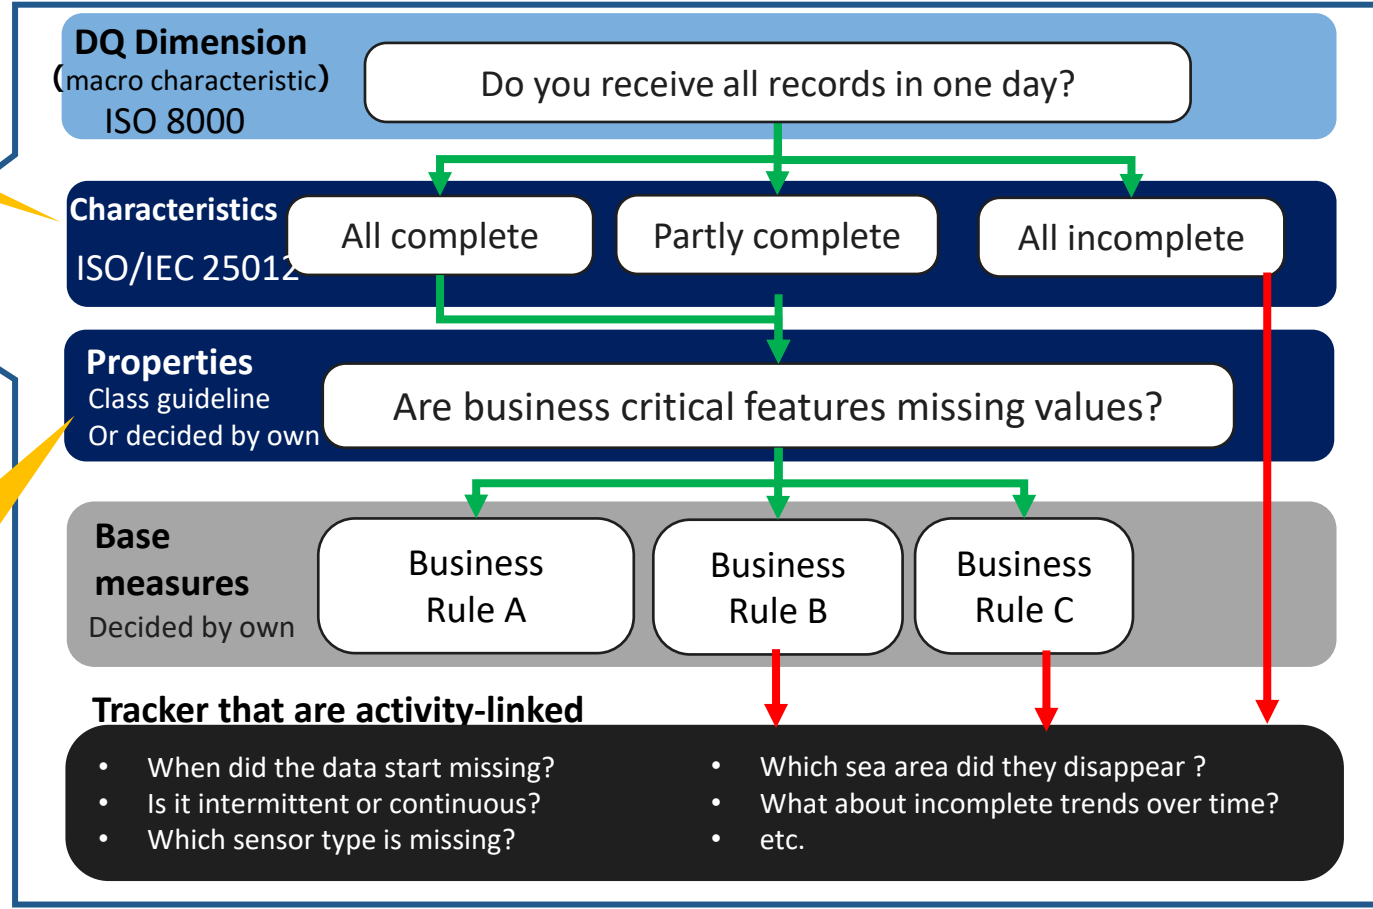 DQ Dimension
(macro characteristic)
ISO 8000
Do you receive all records in one day?
Characteristics
ISO/IEC 25012
All complete
Partly complete
All incomplete
Properties
Class guideline
Or decided by own
Are business critical features missing values?
Base
measures
Decided by own
Business
Rule A
Business
Rule B
Business
Rule C
Tracker that are activity-linked
• When did the data start missing?
• Is it intermittent or continuous?
• Which sensor type is missing?
• Which sea area did they disappear ?
• What about incomplete trends over time?
• etc.